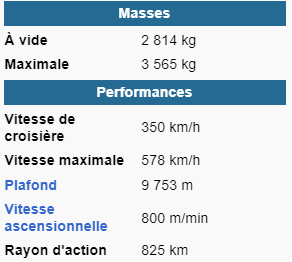 Masses
À vide 2 814 kg
Maximale 3 565 kg
Performances
Vitesse de
croisière 350 km/h
Vitesse maximale 578 km/h
Plafond 9 753 m
Vitesse
ascensionnelle 800 m/min
Rayon d'action 825 km